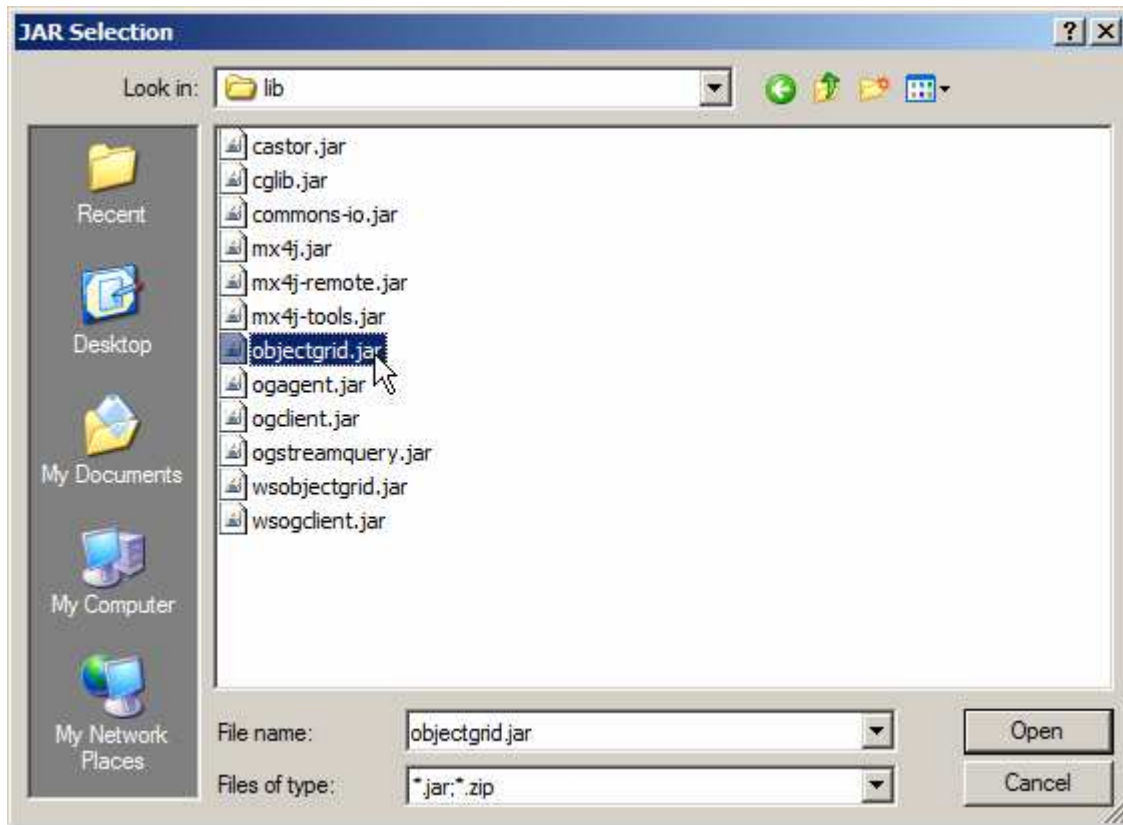 JAR Selection
Look in: lib
castor.jar
cglib.jar
commons-io.jar
mx4j.jar
mx4j-remote.jar
mx4j-tools.jar
objectgrid.jar
ogagent.jar
ogclient.jar
ogstreamquery.jar
wsobjectgrid.jar
wsogclient.jar
Recent
Desktop
My Documents
My Computer
My Network
Places
File name: objectgrid.jar
Open
Files of type: *.jar;*.zip
Cancel